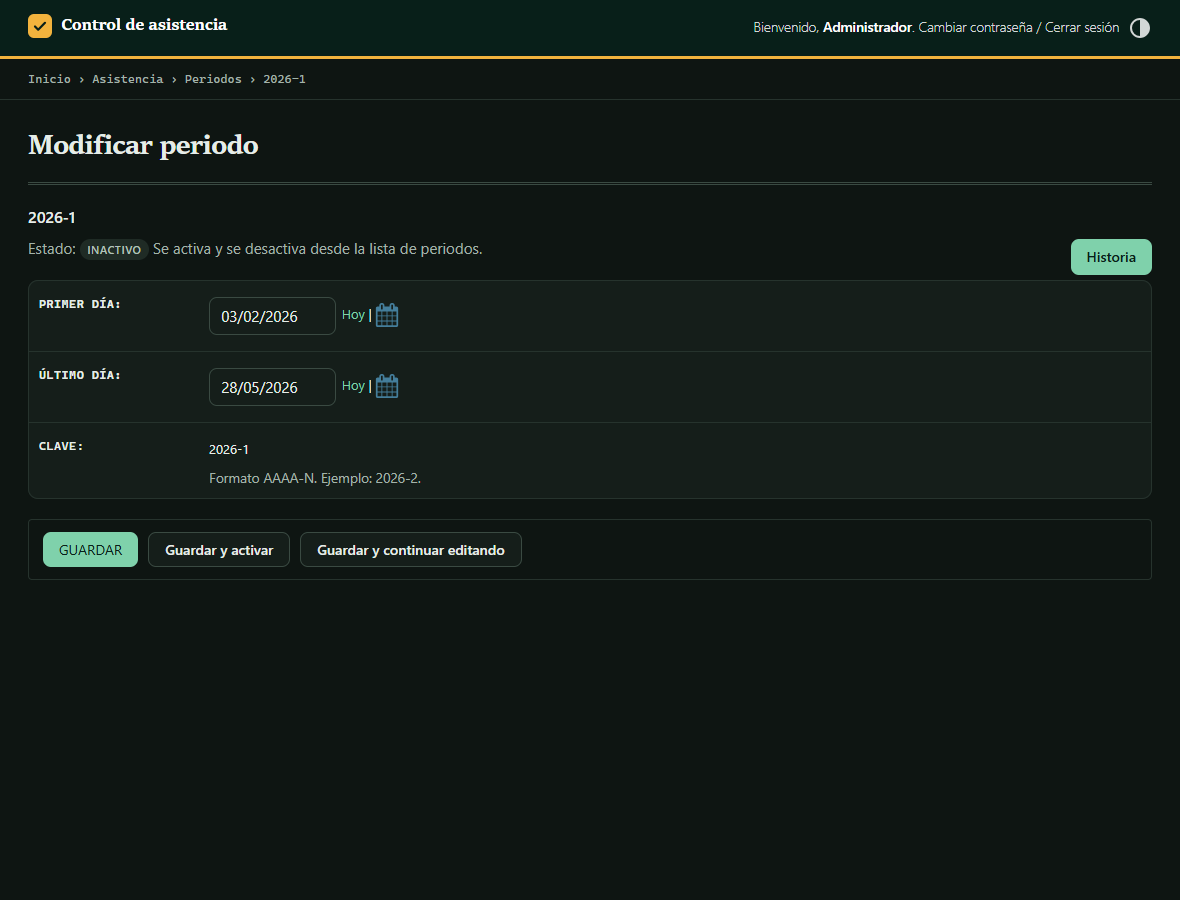 Control de asistencia
Bienvenido, Administrador. Cambiar contraseña / Cerrar sesión
Inicio › Asistencia › Periodos › 2026-1
Modificar periodo
2026-1
Estado: INACTIVO Se activa y se desactiva desde la lista de periodos.
Historia
PRIMER DÍA:
03/02/2026 Hoy |
ÚLTIMO DÍA:
28/05/2026 Hoy |
CLAVE:
2026-1
Formato AAAA-N. Ejemplo: 2026-2.
GUARDAR Guardar y activar Guardar y continuar editando